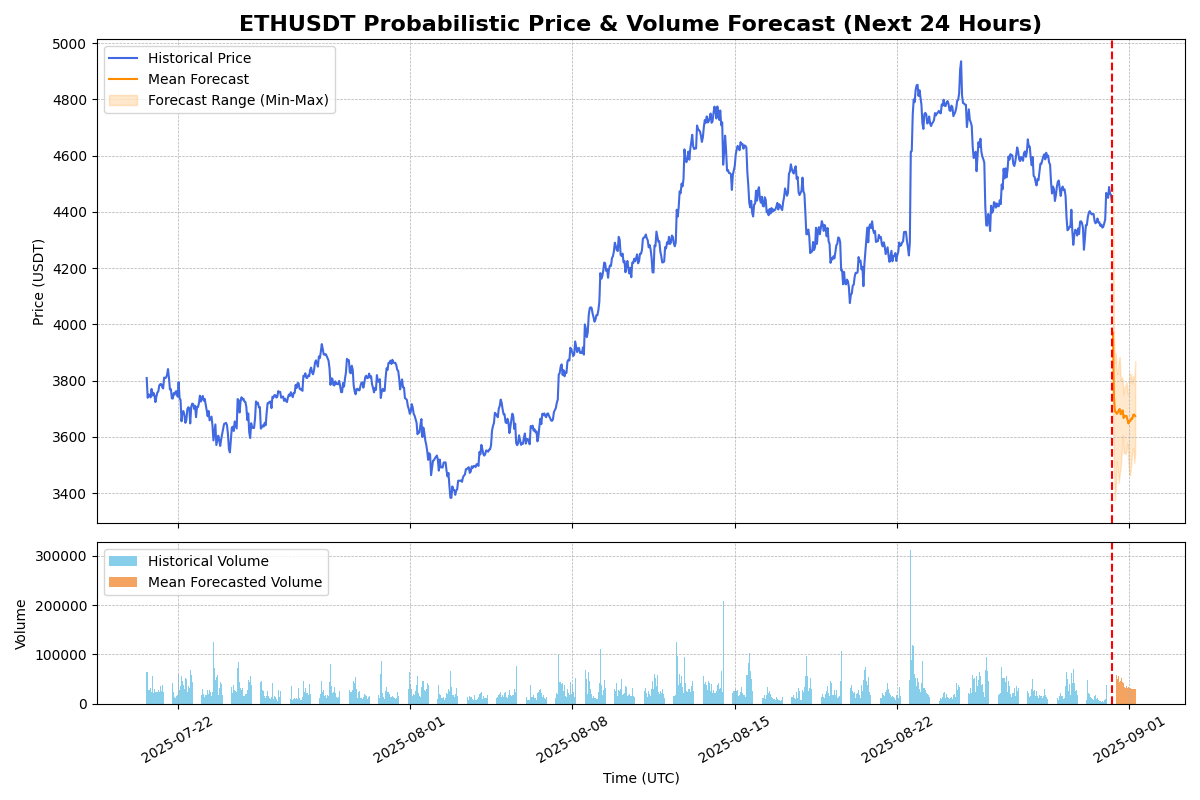 ETHUSDT Probabilistic Price & Volume Forecast (Next 24 Hours)
Historical Price
Mean Forecast
Forecast Range (Min-Max)
Price (USDT)
5000
4800
4600
4400
4200
4000
3800
3600
3400
Historical Volume
Mean Forecasted Volume
Volume
300000
200000
100000
0
2025-07-22
2025-08-01
2025-08-08
2025-08-15
2025-08-22
2025-09-01
Time (UTC)